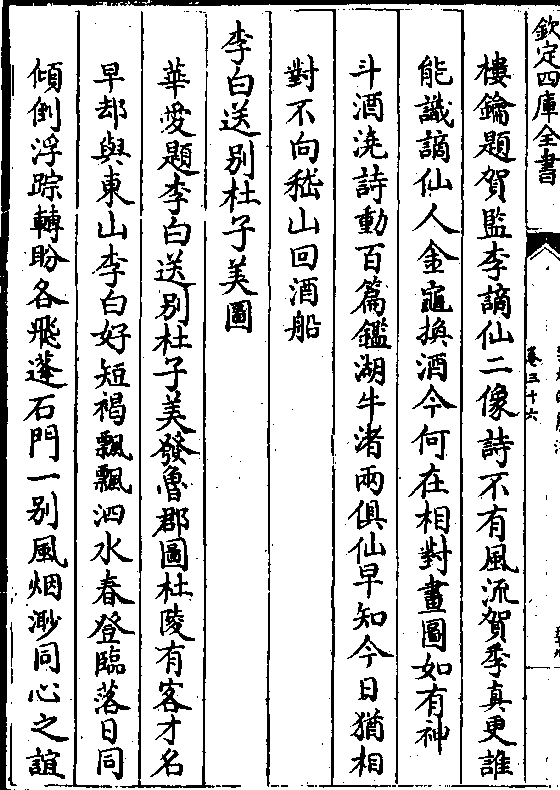 欽定四庫全書
卷三十六
樓鑰題賀監李謫仙二像詩不有風流賀季真更誰
能識謫仙人金龜換酒今何在相對畫圖如有神
斗酒澆詩動百篇鑑湖牛渚兩俱仙早知今日猶相
對不向嵇山回酒船
李白送别杜子美圖
華愛題李白送别杜子美發魯郡圖杜陵有客才名
早却與東山李白好短褐飄飄泗水春登臨落日同
傾倒浮踪轉盼各飛蓬石門一别風烟渺同心之誼